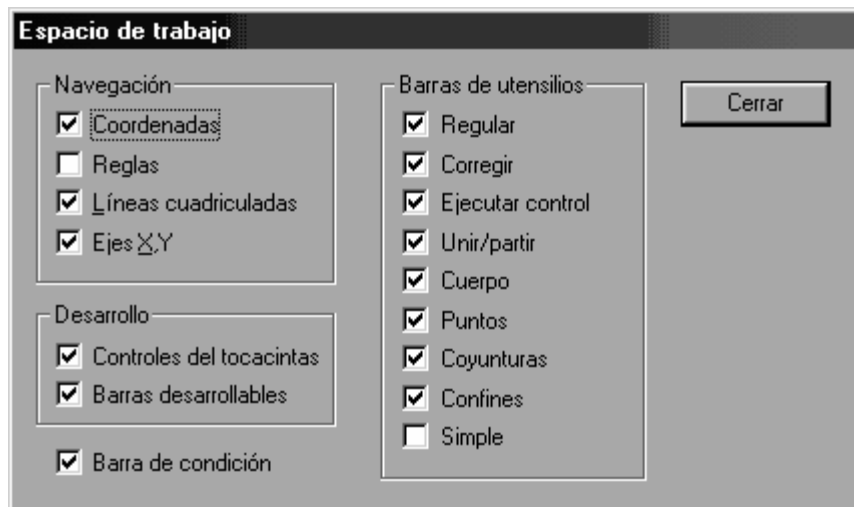 Espacio de trabajo
Navegación
Coordenadas
Reglas
Líneas cuadriculadas
Ejes X,Y
Desarrollo
Controles del tocacintas
Barras desarrollables
Barra de condición
Barras de utensilios
Regular
Corregir
Ejecutar control
Unir/partir
Cuerpo
Puntos
Coyunturas
Confines
Simple
Cerrar